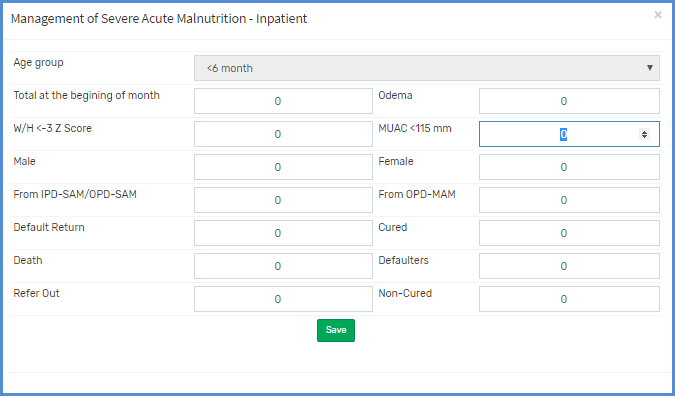 Management of Severe Acute Malnutrition - Inpatient ×
Age group <6 month ▼
Total at the begining of month 0 Odema 0
W/H <-3 Z Score 0 MUAC <115 mm 0
Male 0 Female 0
From IPD-SAM/OPD-SAM 0 From OPD-MAM 0
Default Return 0 Cured 0
Death 0 Defaulters 0
Refer Out 0 Non-Cured 0
Save